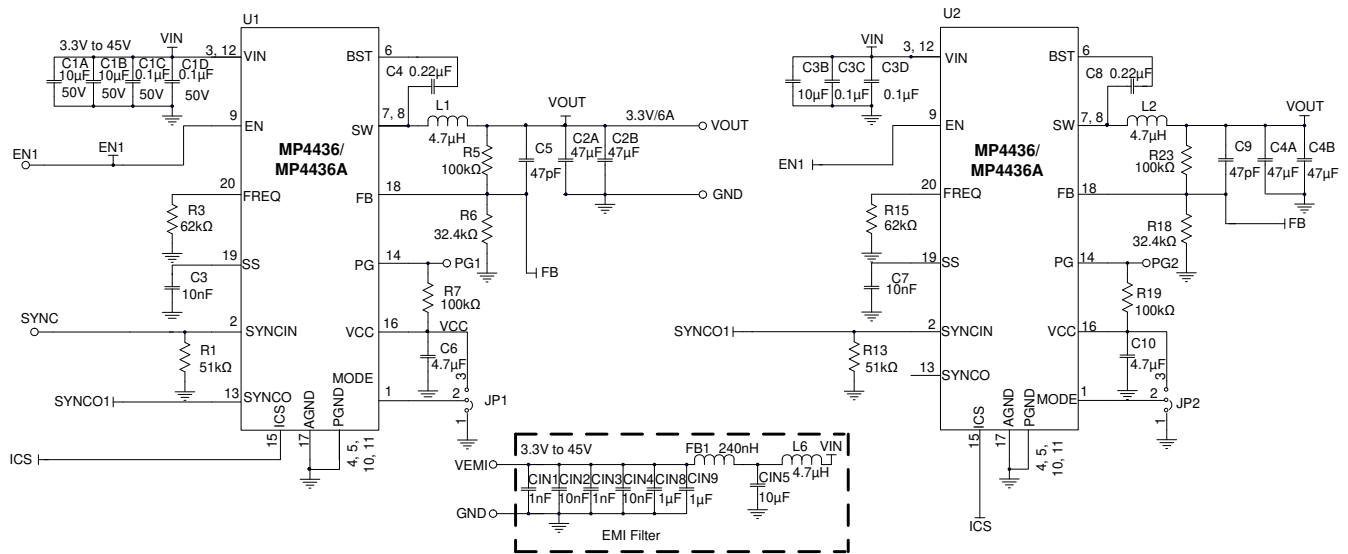 U1
3.3V to 45V
VIN
C1A
10µF
50V
C1B
10µF
50V
C1C
0.1µF
50V
C1D
0.1µF
50V
3, 12
VIN
BST
6
C4 0.22µF
7, 8
SW
L1
4.7µH
VOUT
3.3V/6A
VOUT
9
EN
EN1
EN1
MP4436/
MP4436A
R5
100kΩ
C5
47pF
C2A
47µF
C2B
47µF
20
FREQ
R3
62kΩ
FB
18
GND
R6
32.4kΩ
FB
19
SS
C3
10nF
PG
14
PG1
R7
100kΩ
SYNC
2
SYNCIN
R1
51kΩ
VCC
16
VCC
C6
4.7µF
SYNCO1
13
SYNCO
MODE
1
3
2
1
JP1
ICS
AGND
PGND
15
17
4, 5,
10, 11
ICS
3.3V to 45V
VEMI
GND
CIN1
1nF
CIN2
10nF
CIN3
1nF
CIN4
10nF
CIN8
1µF
CIN9
1µF
FB1 240nH
CIN5
10µF
L6
4.7µH
VIN
EMI Filter
U2
VIN
C3B
10µF
C3C
0.1µF
C3D
0.1µF
3, 12
VIN
BST
6
C8 0.22µF
7, 8
SW
L2
4.7µH
VOUT
9
EN
EN1
MP4436/
MP4436A
R23
100kΩ
C9
47pF
C4A
47µF
C4B
47µF
20
FREQ
R15
62kΩ
FB
18
FB
R18
32.4kΩ
19
SS
C7
10nF
PG
14
PG2
R19
100kΩ
SYNCO1
2
SYNCIN
R13
51kΩ
VCC
16
C10
4.7µF
13
SYNCO
MODE
1
3
2
1
JP2
ICS
AGND
PGND
15
17
4, 5,
10, 11
ICS